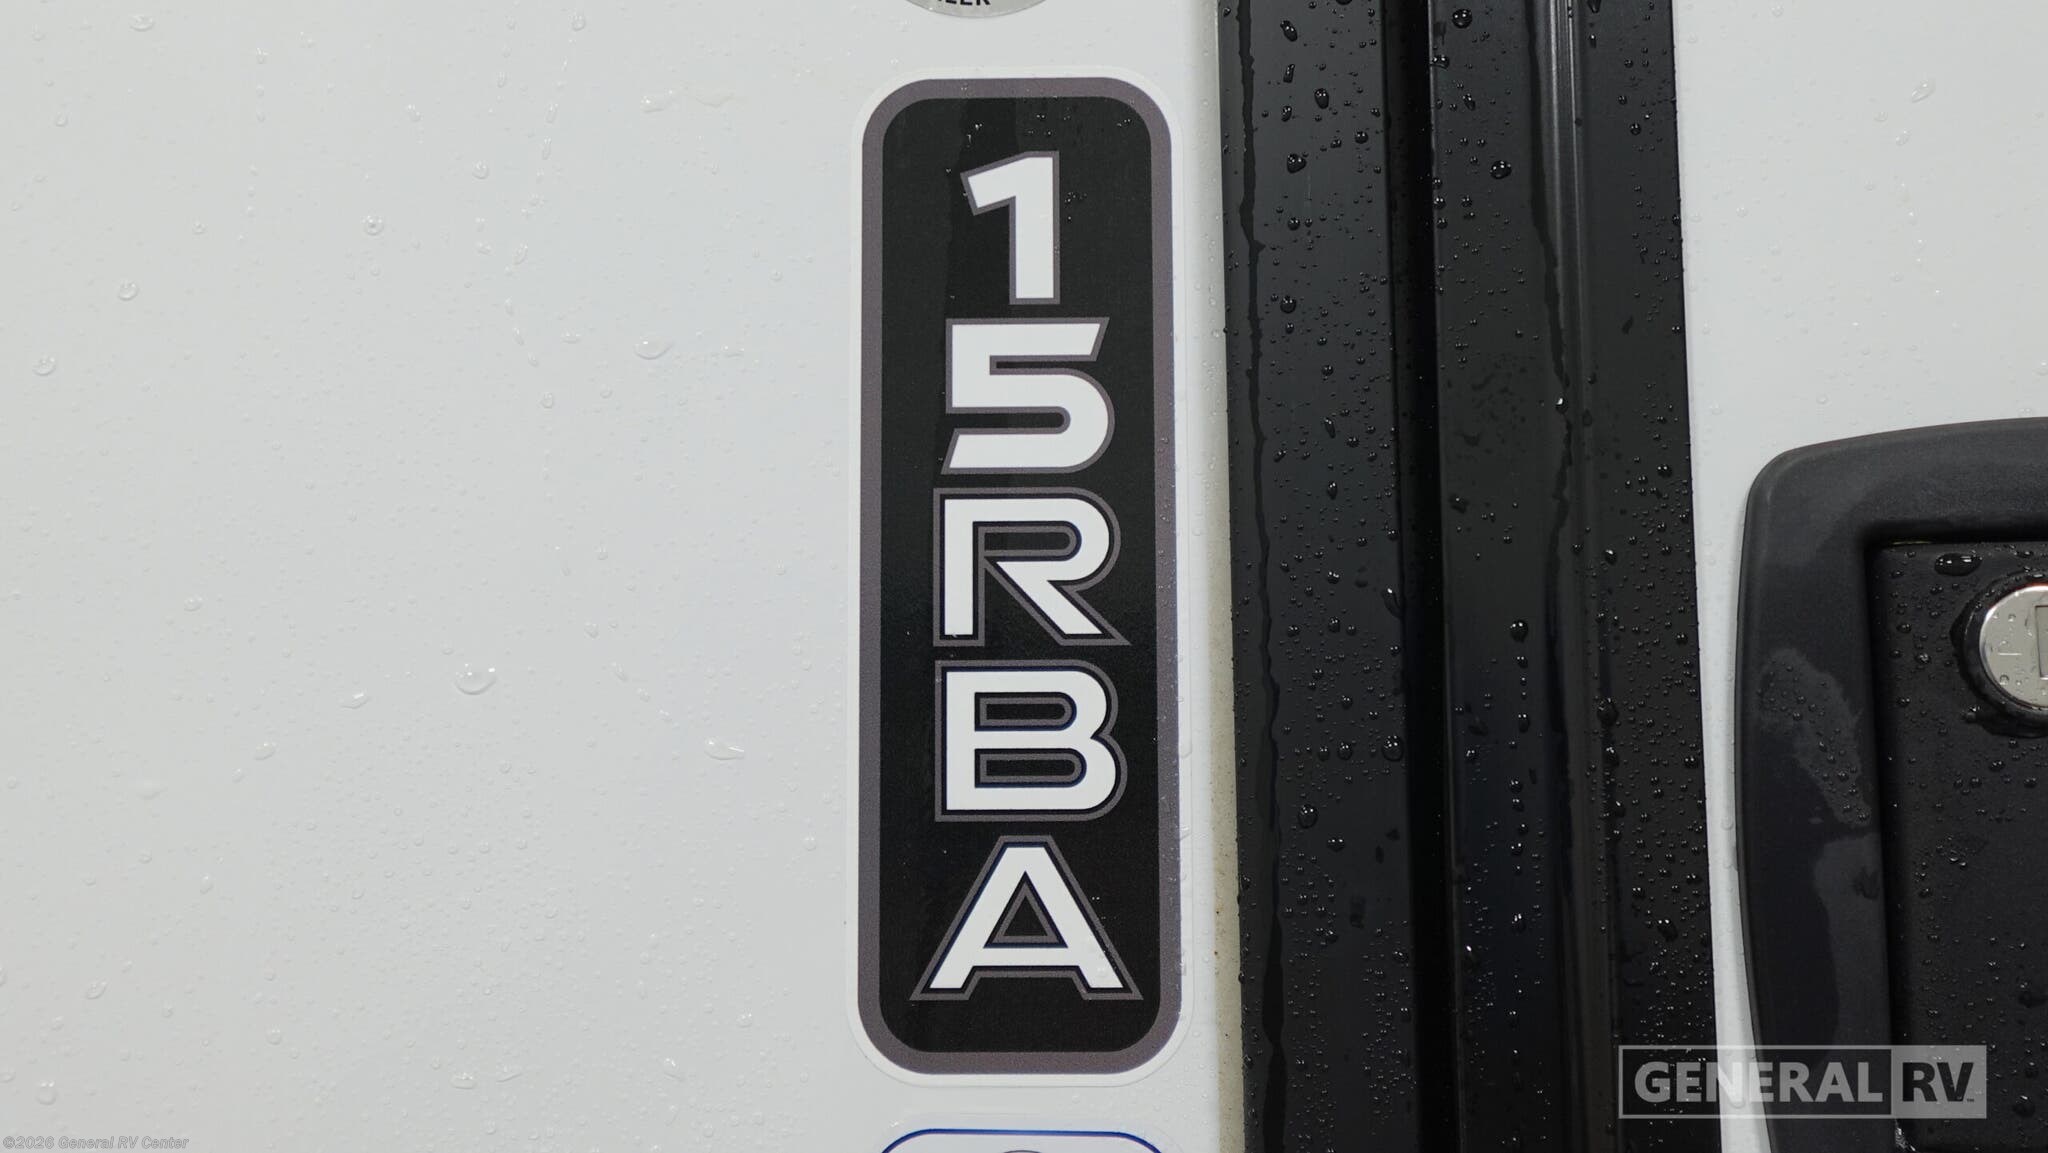 15RBA
GENERAL RV
©2026 General RV Center